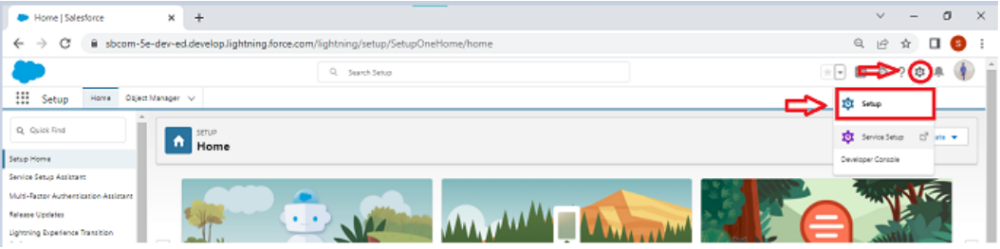 Home | Salesforce
sbcom-5e-dev-ed.develop.lightning.force.com/lightning/setup/SetupOneHome/home
S
Search Setup
?
Setup Home Object Manager
Setup
Quick Find
SETUP
Home
Service Setup
ate
Developer Console
Setup Home
Service Setup Assistant
Multi-Factor Authentication Assistant
Release Updates
Lightning Experience Transition